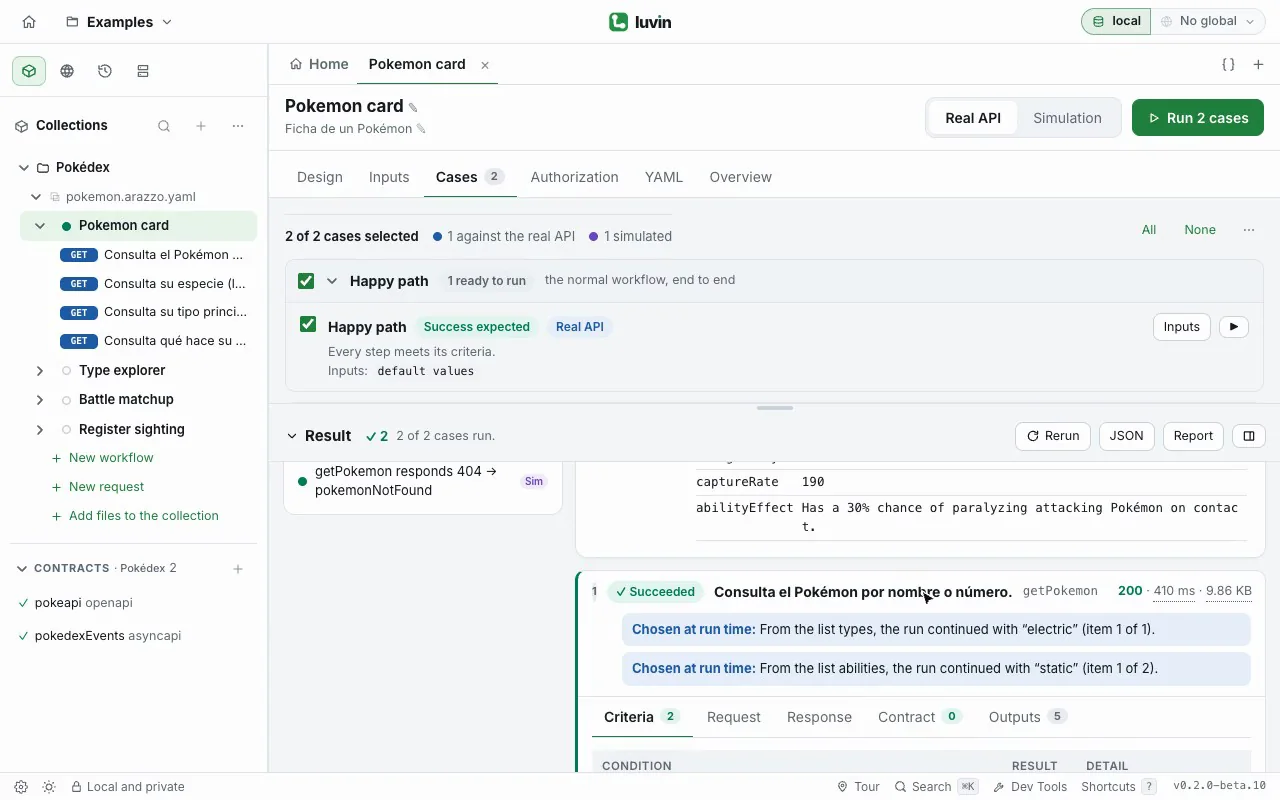 Examples
luvin
local
No global
Home
Pokemon card
Pokemon card
Ficha de un Pokémon
Real API
Simulation
Run 2 cases
Collections
Pokédex
pokemon.arazzo.yaml
Pokemon card
GET Consulta el Pokémon ...
GET Consulta su especie (l...
GET Consulta su tipo princi...
GET Consulta qué hace su ...
Type explorer
Battle matchup
Register sighting
+ New workflow
+ New request
+ Add files to the collection
CONTRACTS · Pokédex 2
pokeapi openapi
pokedexEvents asyncapi
Design
Inputs
Cases 2
Authorization
YAML
Overview
2 of 2 cases selected
1 against the real API
1 simulated
All
None
Happy path
1 ready to run
the normal workflow, end to end
Happy path
Success expected
Real API
Inputs
Every step meets its criteria.
Inputs: default values
Result
2
2 of 2 cases run.
Rerun
JSON
Report
getPokemon responds 404 →
pokemonNotFound
Sim
captureRate 190
abilityEffect Has a 30% chance of paralyzing attacking Pokémon on contac
t.
1
Succeeded
Consulta el Pokémon por nombre o número.
getPokemon
200 · 410 ms · 9.86 KB
Chosen at run time: From the list types, the run continued with “electric” (item 1 of 1).
Chosen at run time: From the list abilities, the run continued with “static” (item 1 of 2).
Criteria 2
Request
Response
Contract 0
Outputs 5
CONDITION
RESULT
DETAIL
Local and private
Tour
Search ⌘K
Dev Tools
Shortcuts ?
v0.2.0-beta.10